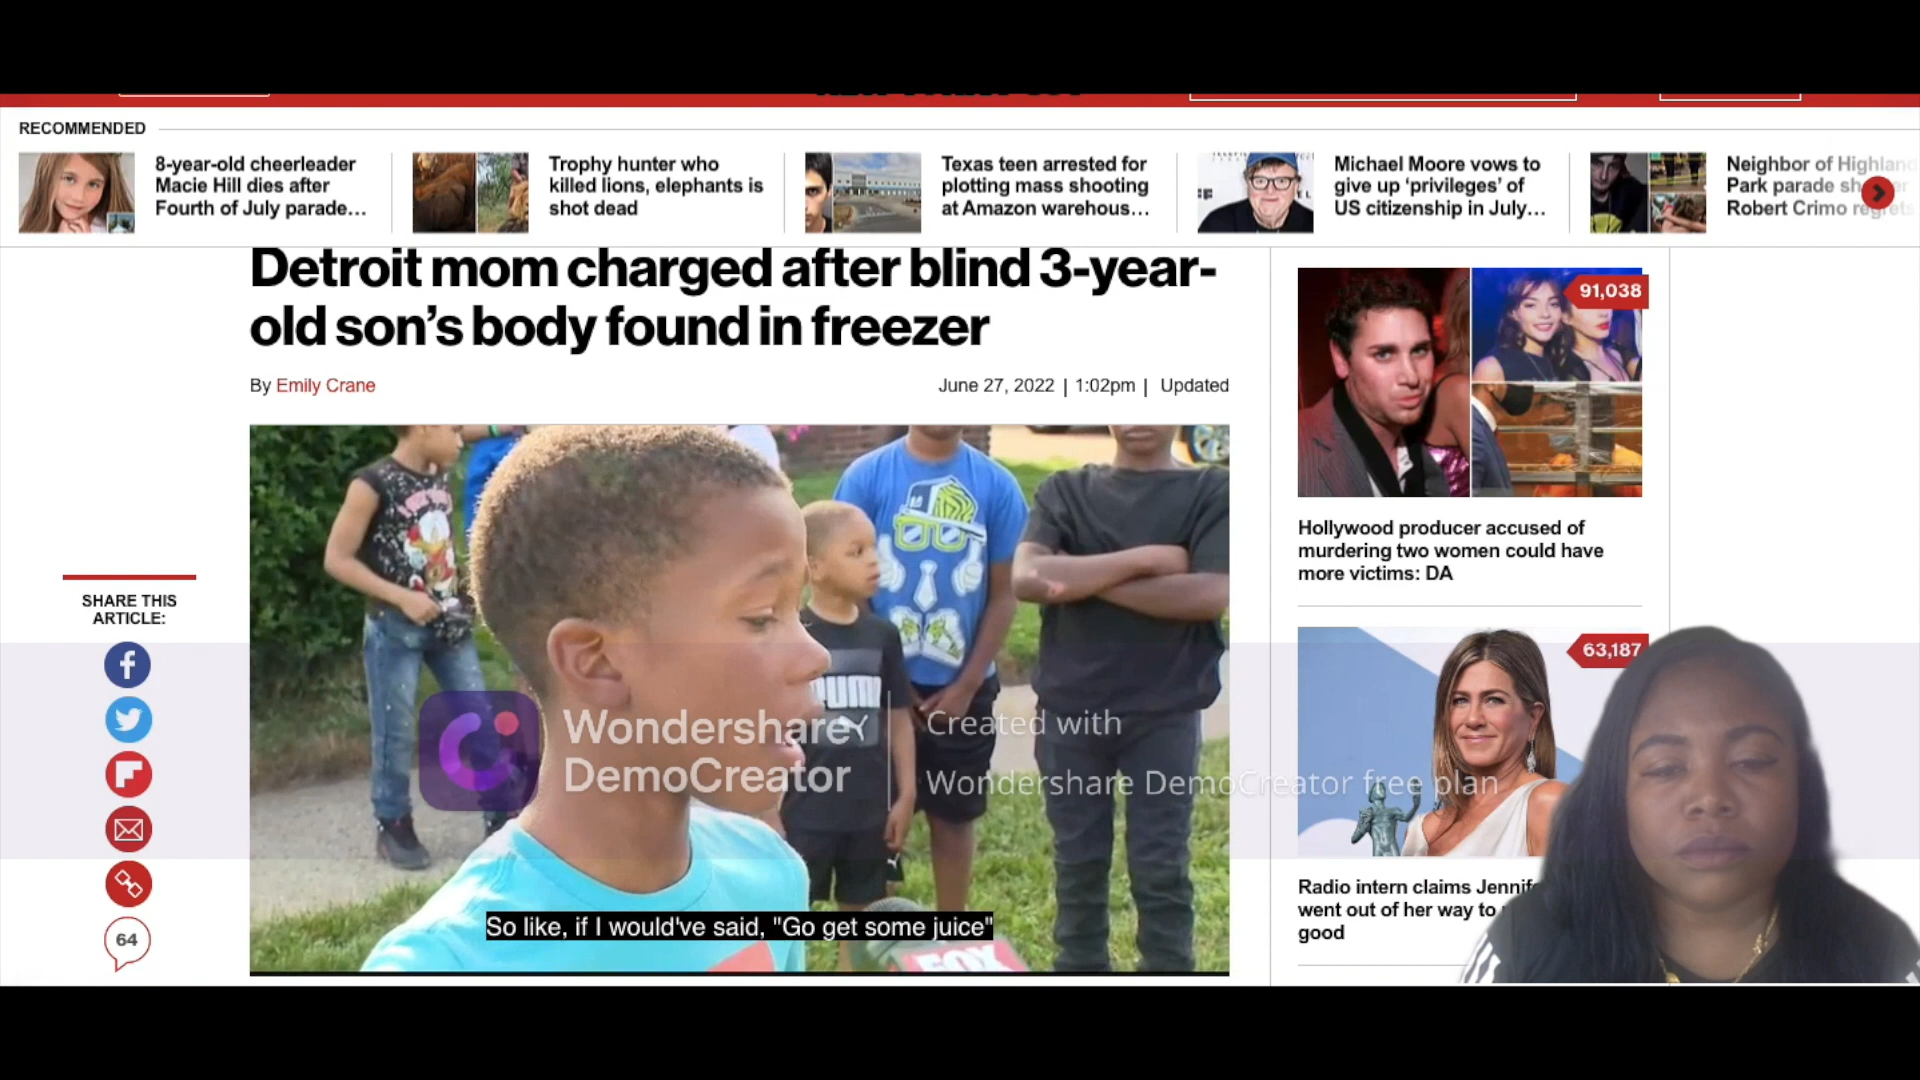 RECOMMENDED
8-year-old cheerleader
Macie Hill dies after
Fourth of July parade...
Trophy hunter who
killed lions, elephants is
shot dead
Texas teen arrested for
plotting mass shooting
at Amazon warehous...
Michael Moore vows to
give up ‘privileges’ of
US citizenship in July...
Neighbor of Highland
Park parade
Robert Crimo regrets
Detroit mom charged after blind 3-year-
old son’s body found in freezer
By Emily Crane
June 27, 2022 | 1:02pm | Updated
SHARE THIS
ARTICLE:
64
PUMA
So like, if I would've said, "Go get some juice"
FOX
Wondershare
DemoCreator
Created with
Wondershare DemoCreator free plan
91,038
Hollywood producer accused of
murdering two women could have
more victims: DA
63,187
Radio intern claims
went out of her way to
good